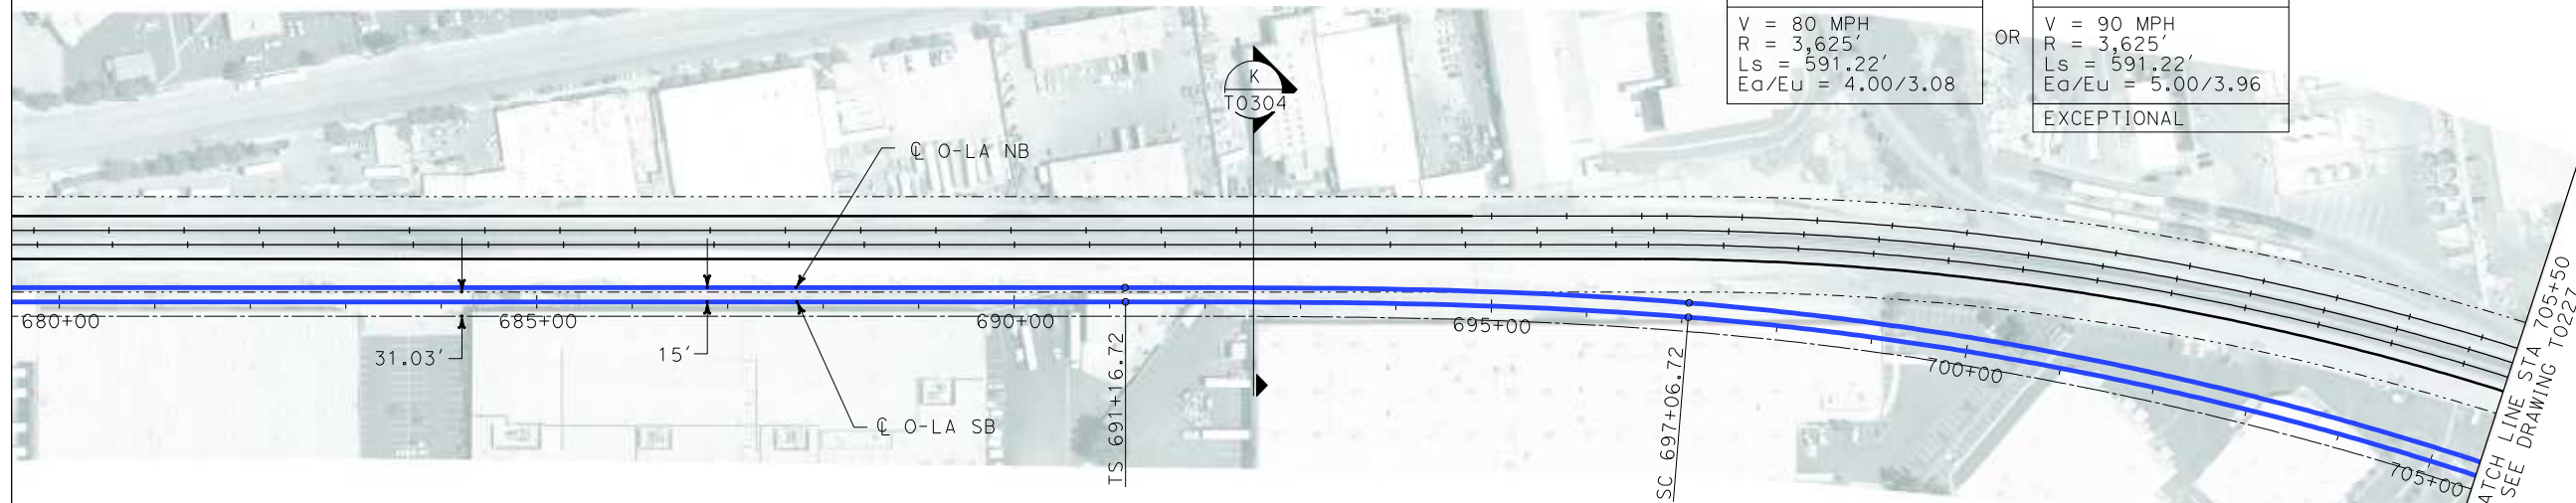 V = 80 MPH
R = 3,625'
Ls = 591.22'
Ea/Eu = 4.00/3.08
OR
V = 90 MPH
R = 3,625'
Ls = 591.22'
Ea/Eu = 5.00/3.96
EXCEPTIONAL
K
T0304
℄ O-LA NB
680+00
685+00
690+00
695+00
700+00
705+00
31.03'
15'
℄ O-LA SB
TS 691+16.72
SC 697+06.72
ATCH LINE STA 705+50
SEE DRAWING T0227